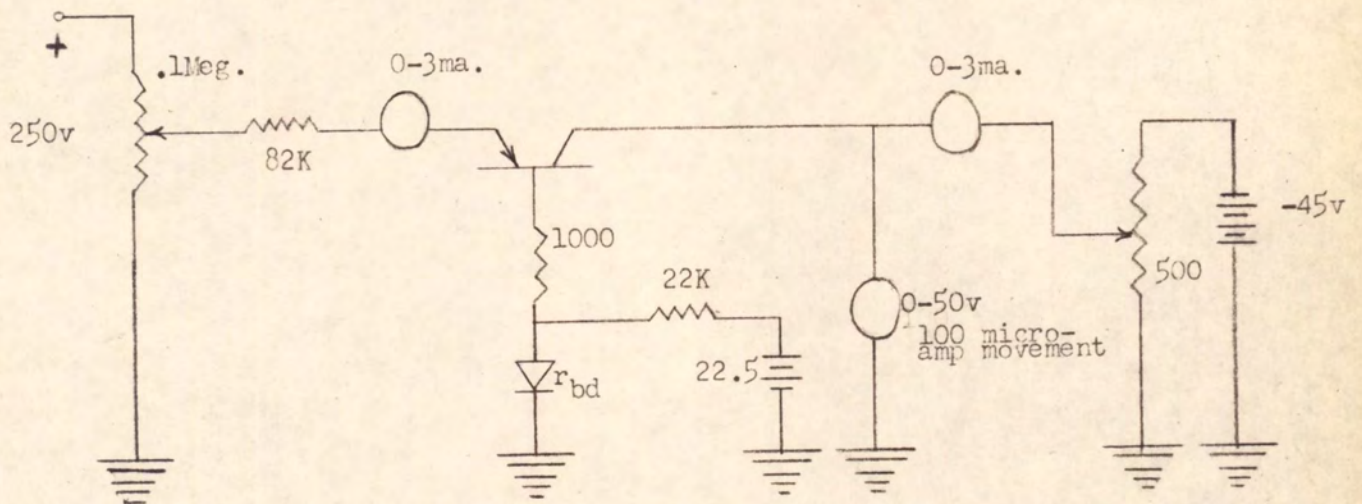 +
.1Meg.
250v
82K
0-3ma.
0-3ma.
1000
22K
rbd
22.5
0-50v
100 micro-
amp movement
500
-45v